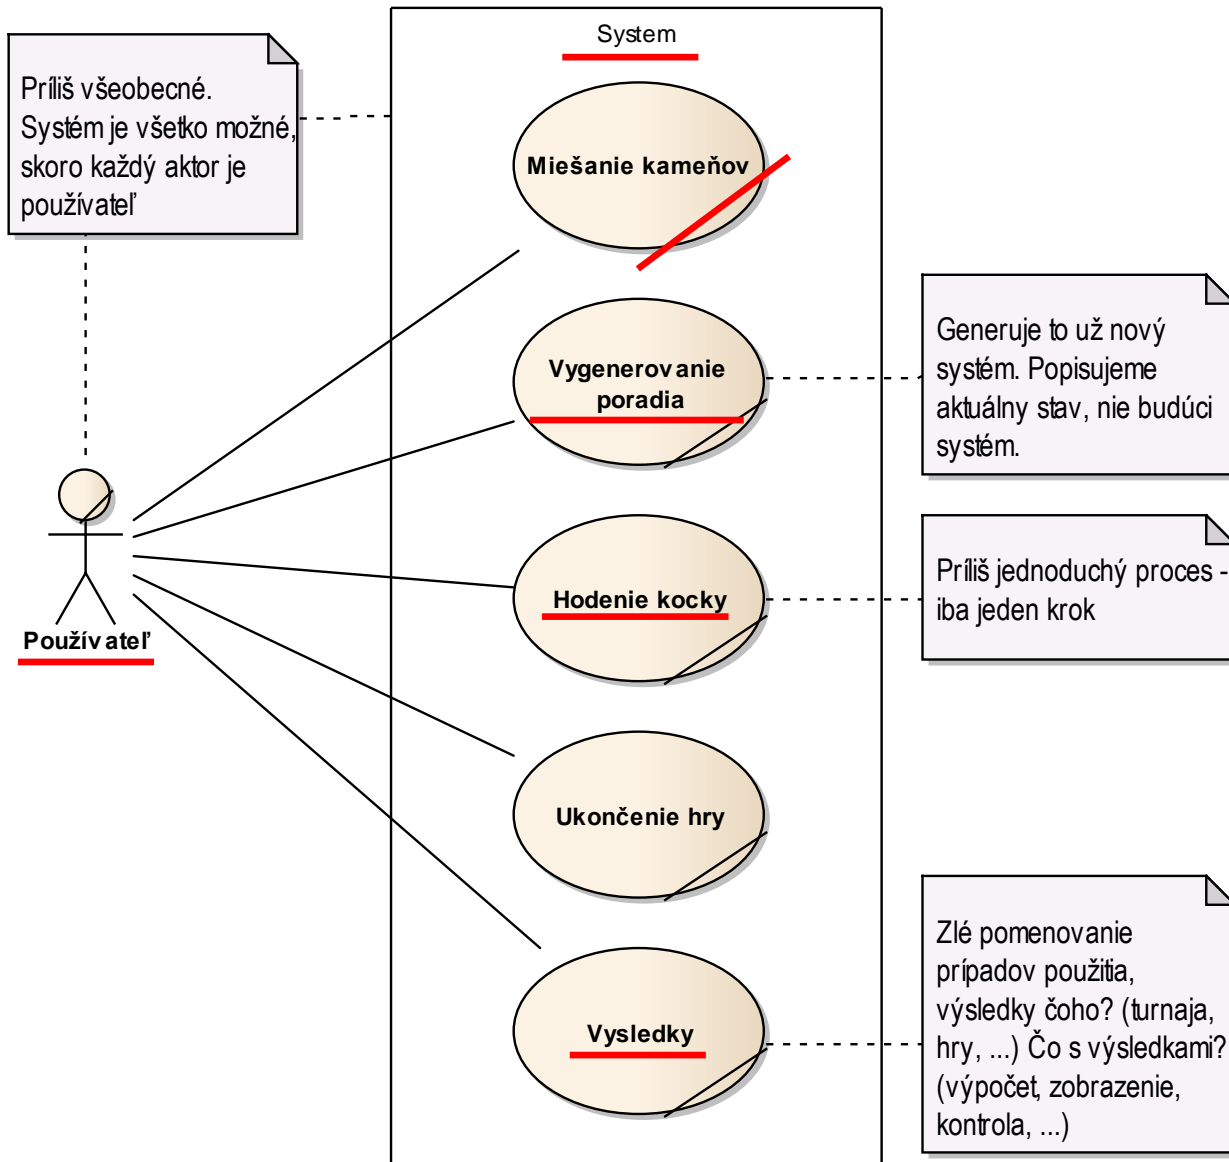 System
Príliš všeobecné.
Systém je všetko možné,
skoro každý aktor je
používateľ
Miešanie kameňov
Vygenerovanie
poradia
Generuje to už nový
systém. Popisujeme
aktuálny stav, nie budúci
systém.
Používateľ
Hodenie kocky
Príliš jednoduchý proces -
iba jeden krok
Ukončenie hry
Vysledky
Zlé pomenovanie
prípadov použitia,
výsledky čoho? (turnaja,
hry, ...) Čo s výsledkami?
(výpočet, zobrazenie,
kontrola, ...)